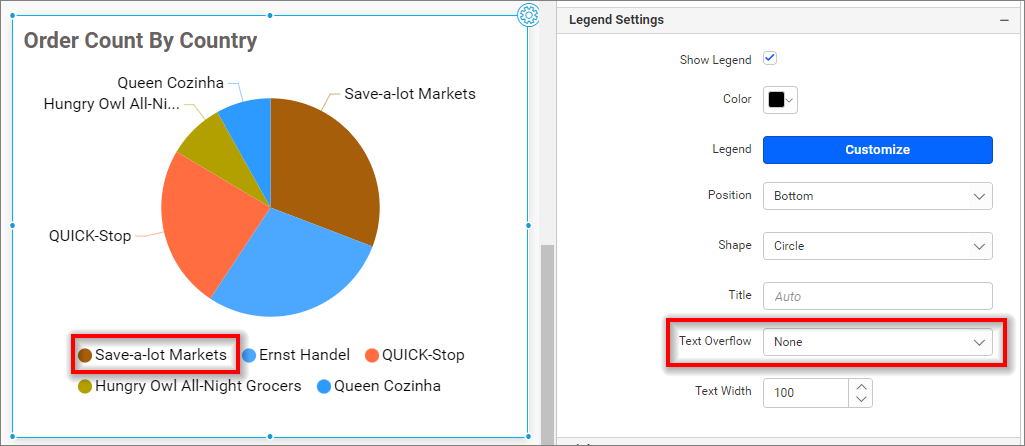 Order Count By Country
Queen Cozinha
Hungry Owl All-Ni...
Save-a-lot Markets
QUICK-Stop
Save-a-lot Markets Ernst Handel QUICK-Stop
Hungry Owl All-Night Grocers Queen Cozinha
Legend Settings
Show Legend
Color
Legend Customize
Position Bottom
Shape Circle
Title Auto
Text Overflow None
Text Width 100